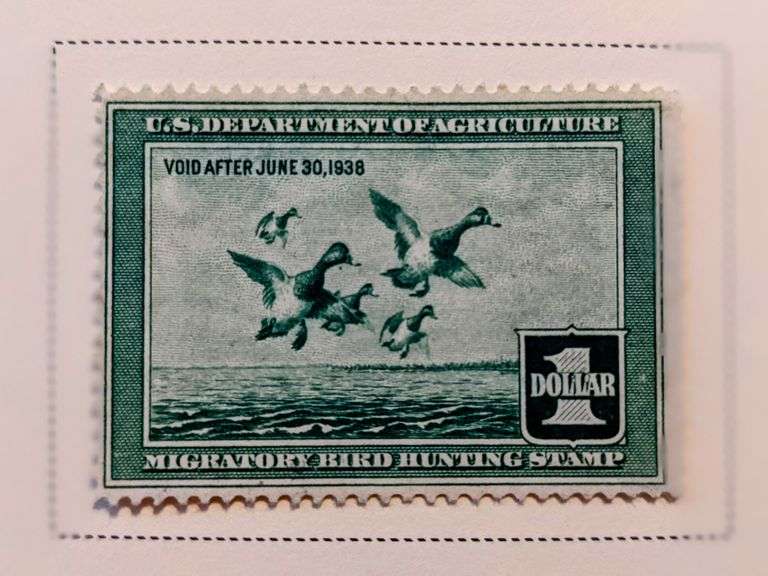 U.S. DEPARTMENT OF AGRICULTURE
VOID AFTER JUNE 30, 1938
1
DOLLAR
MIGRATORY BIRD HUNTING STAMP